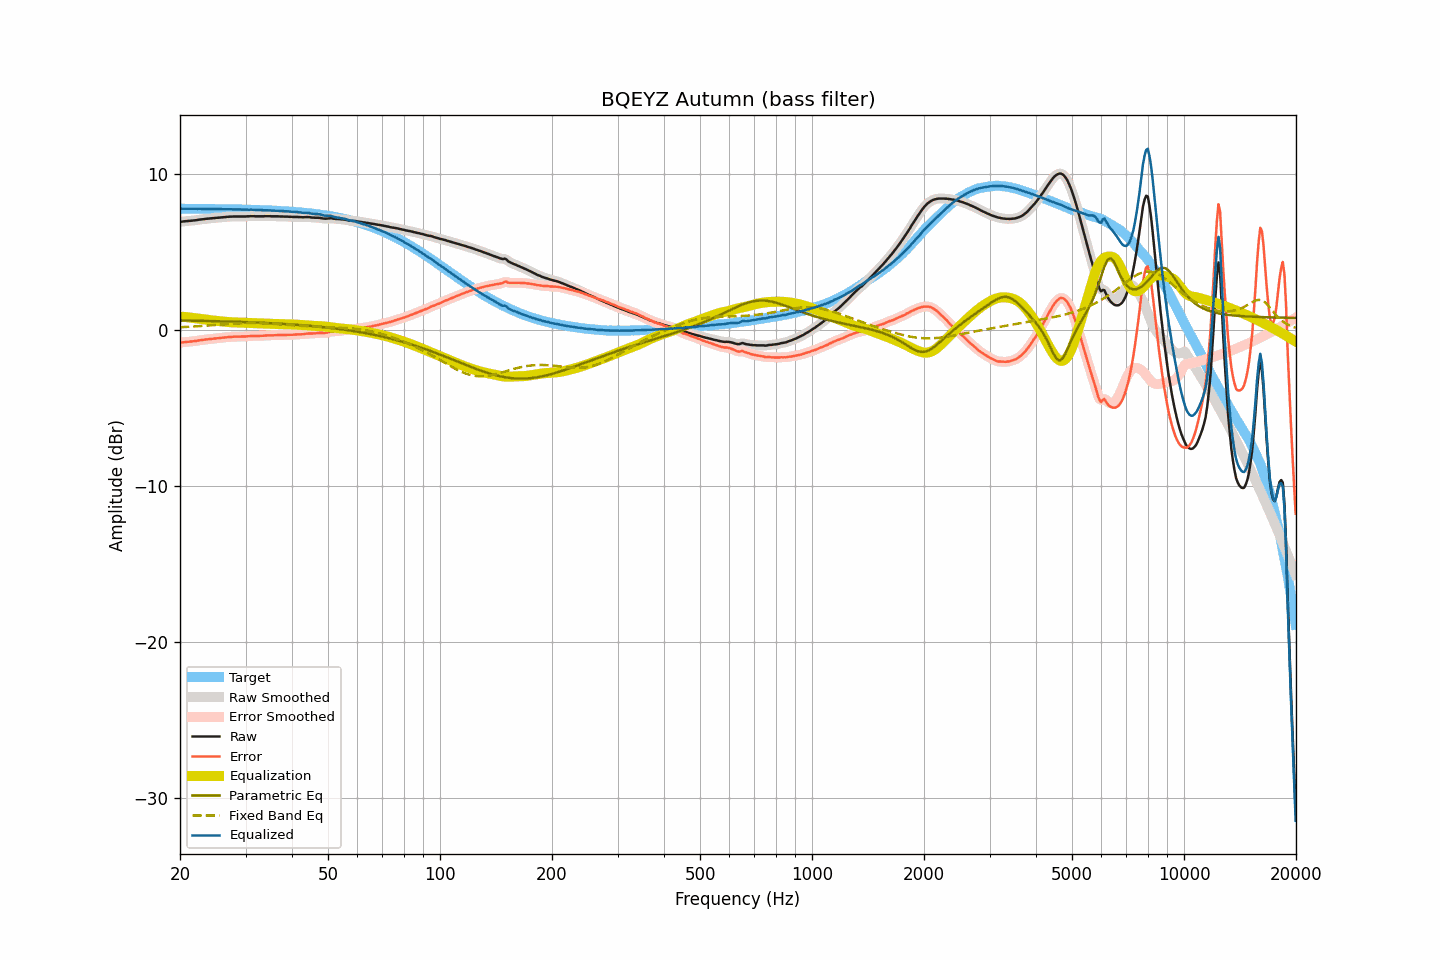 BQEYZ Autumn (bass filter)
10
0
−10
−20
−30
Amplitude (dBr)
Target
Raw Smoothed
Error Smoothed
Raw
Error
Equalization
Parametric Eq
Fixed Band Eq
Equalized
20 50 100 200 500 1000 2000 5000 10000 20000
Frequency (Hz)